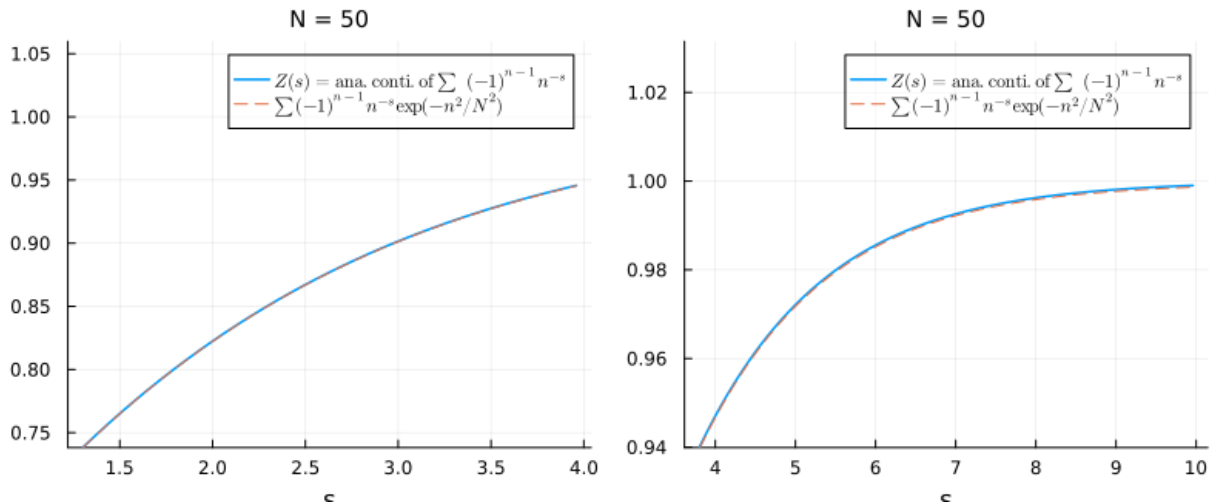 N = 50
Z(s) = ana. conti. of ∑ (−1)^{n−1} n^{−s}
∑(−1)^{n−1} n^{−s} exp(−n²/N²)
1.05
1.00
0.95
0.90
0.85
0.80
0.75
1.5 2.0 2.5 3.0 3.5 4.0
N = 50
Z(s) = ana. conti. of ∑ (−1)^{n−1} n^{−s}
∑(−1)^{n−1} n^{−s} exp(−n²/N²)
1.02
1.00
0.98
0.96
0.94
4 5 6 7 8 9 10